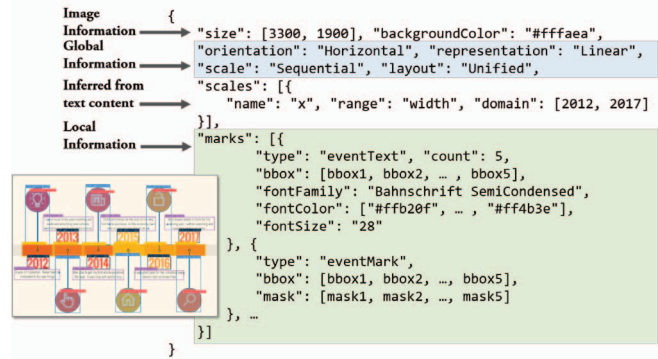 Image
Information
Global
Information
Inferred from
text content
Local
Information
{
"size": [3300, 1900], "backgroundColor": "#fffaea",
"orientation": "Horizontal", "representation": "Linear",
"scale": "Sequential", "layout": "Unified",
"scales": [{
"name": "x", "range": "width", "domain": [2012, 2017]
}],
"marks": [{
"type": "eventText", "count": 5,
"bbox": [bbox1, bbox2, … , bbox5],
"fontFamily": "Bahnschrift SemiCondensed",
"fontColor": ["#ffb20f", … , "#ff4b3e"],
"fontSize": "28"
}, {
"type": "eventMark",
"bbox": [bbox1, bbox2, …, bbox5],
"mask": [mask1, mask2, …, mask5]
}, …
}]
}
2013
2015
2017
2012
2014
2016